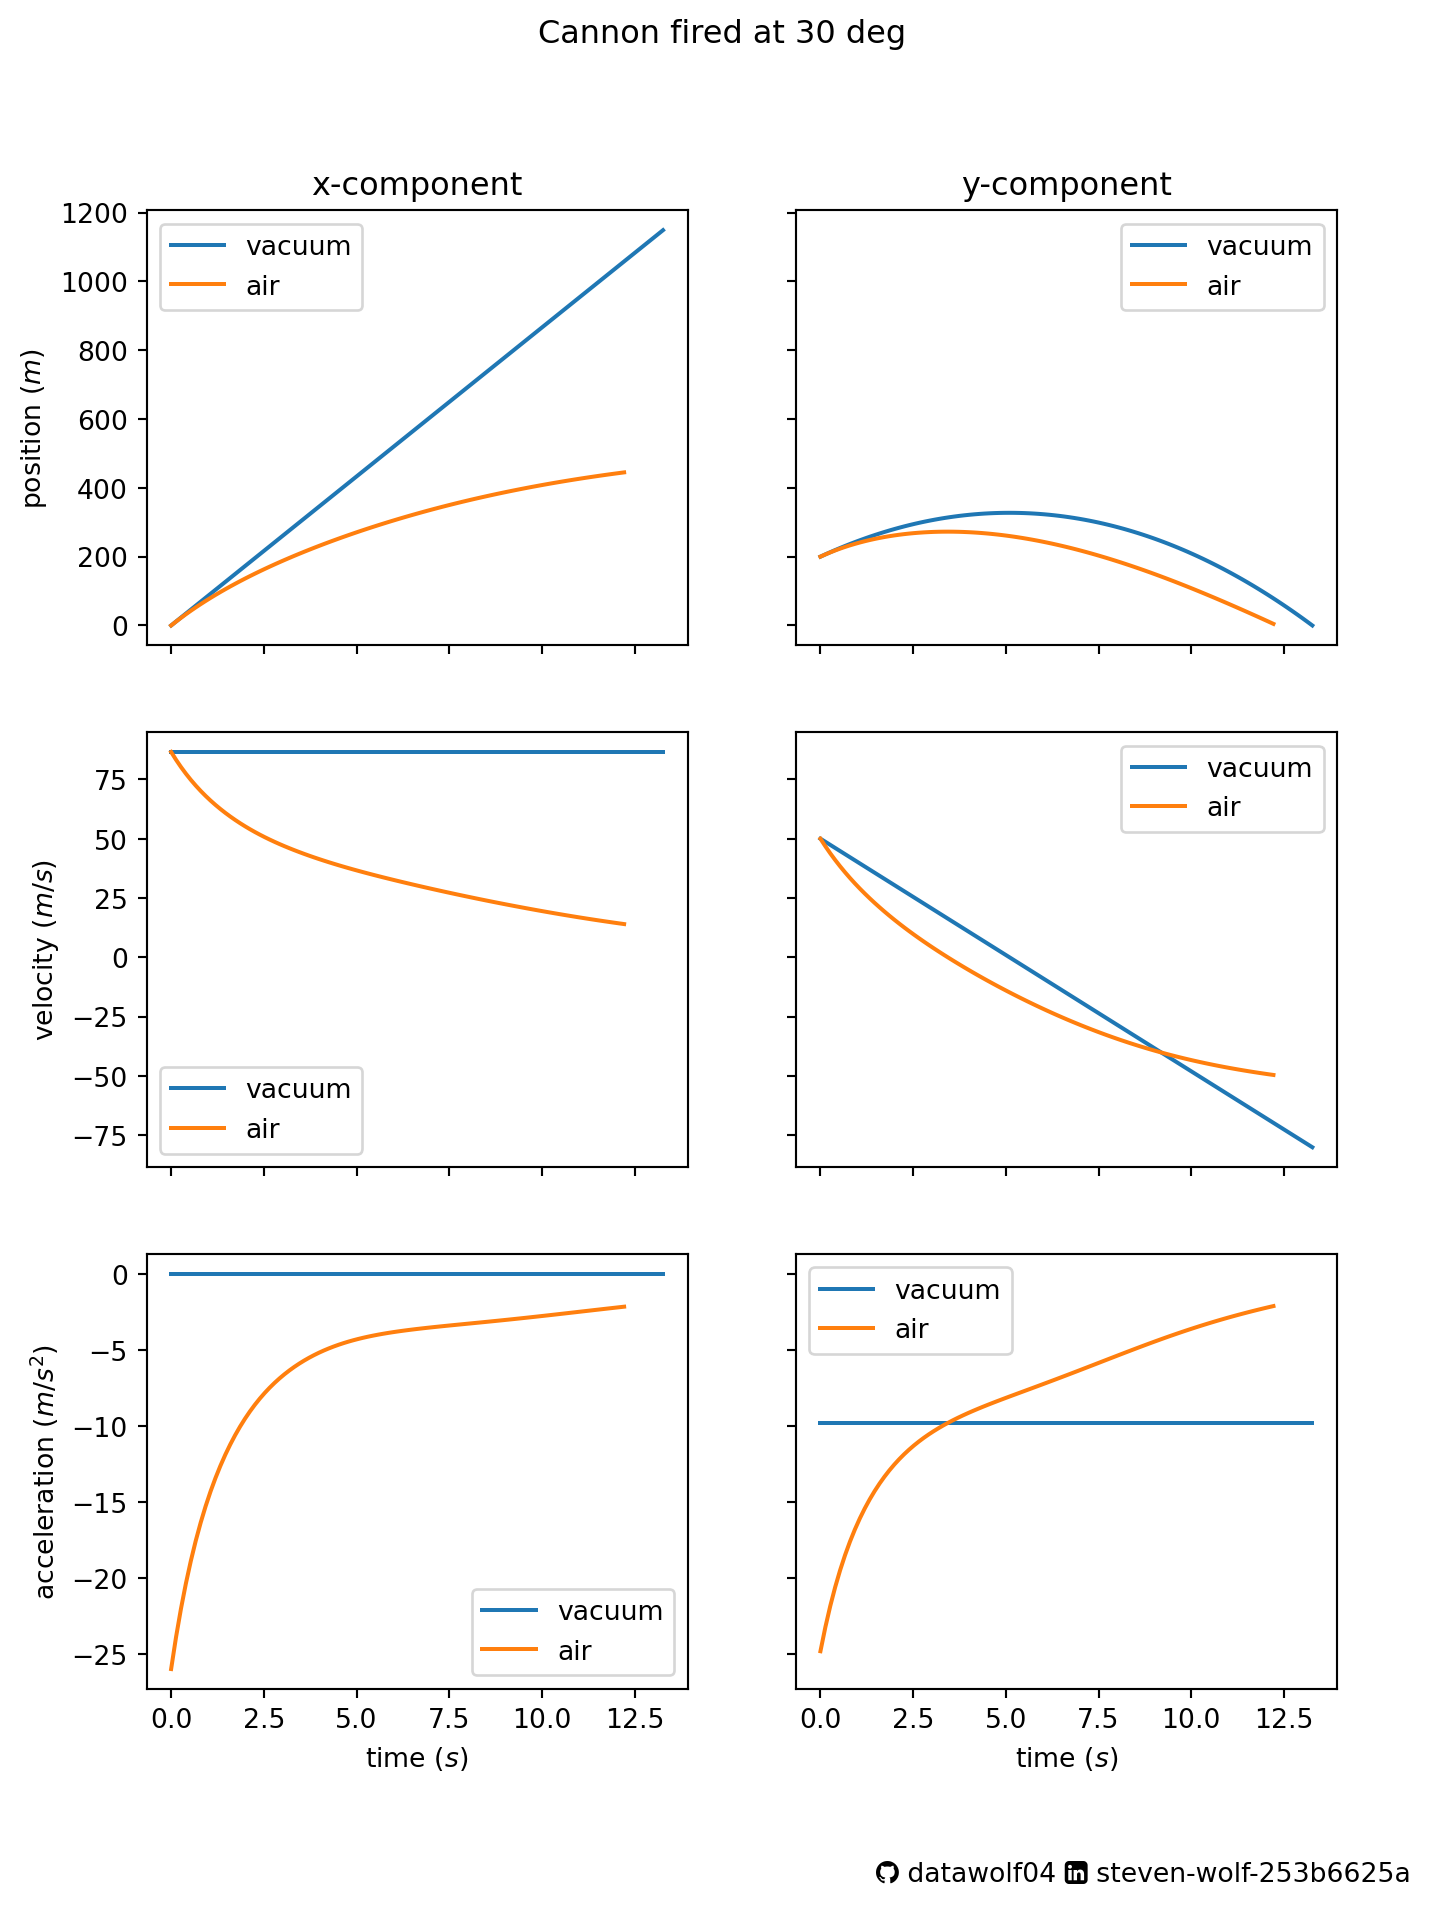 Cannon fired at 30 deg
x-component
y-component
1200
1000
800
600
400
200
0
position (m)
vacuum
air
vacuum
air
75
50
25
0
−25
−50
−75
velocity (m/s)
vacuum
air
vacuum
air
0
−5
−10
−15
−20
−25
acceleration (m/s²)
vacuum
air
vacuum
air
0.0 2.5 5.0 7.5 10.0 12.5
time (s)
0.0 2.5 5.0 7.5 10.0 12.5
time (s)
datawolf04 in steven-wolf-253b6625a